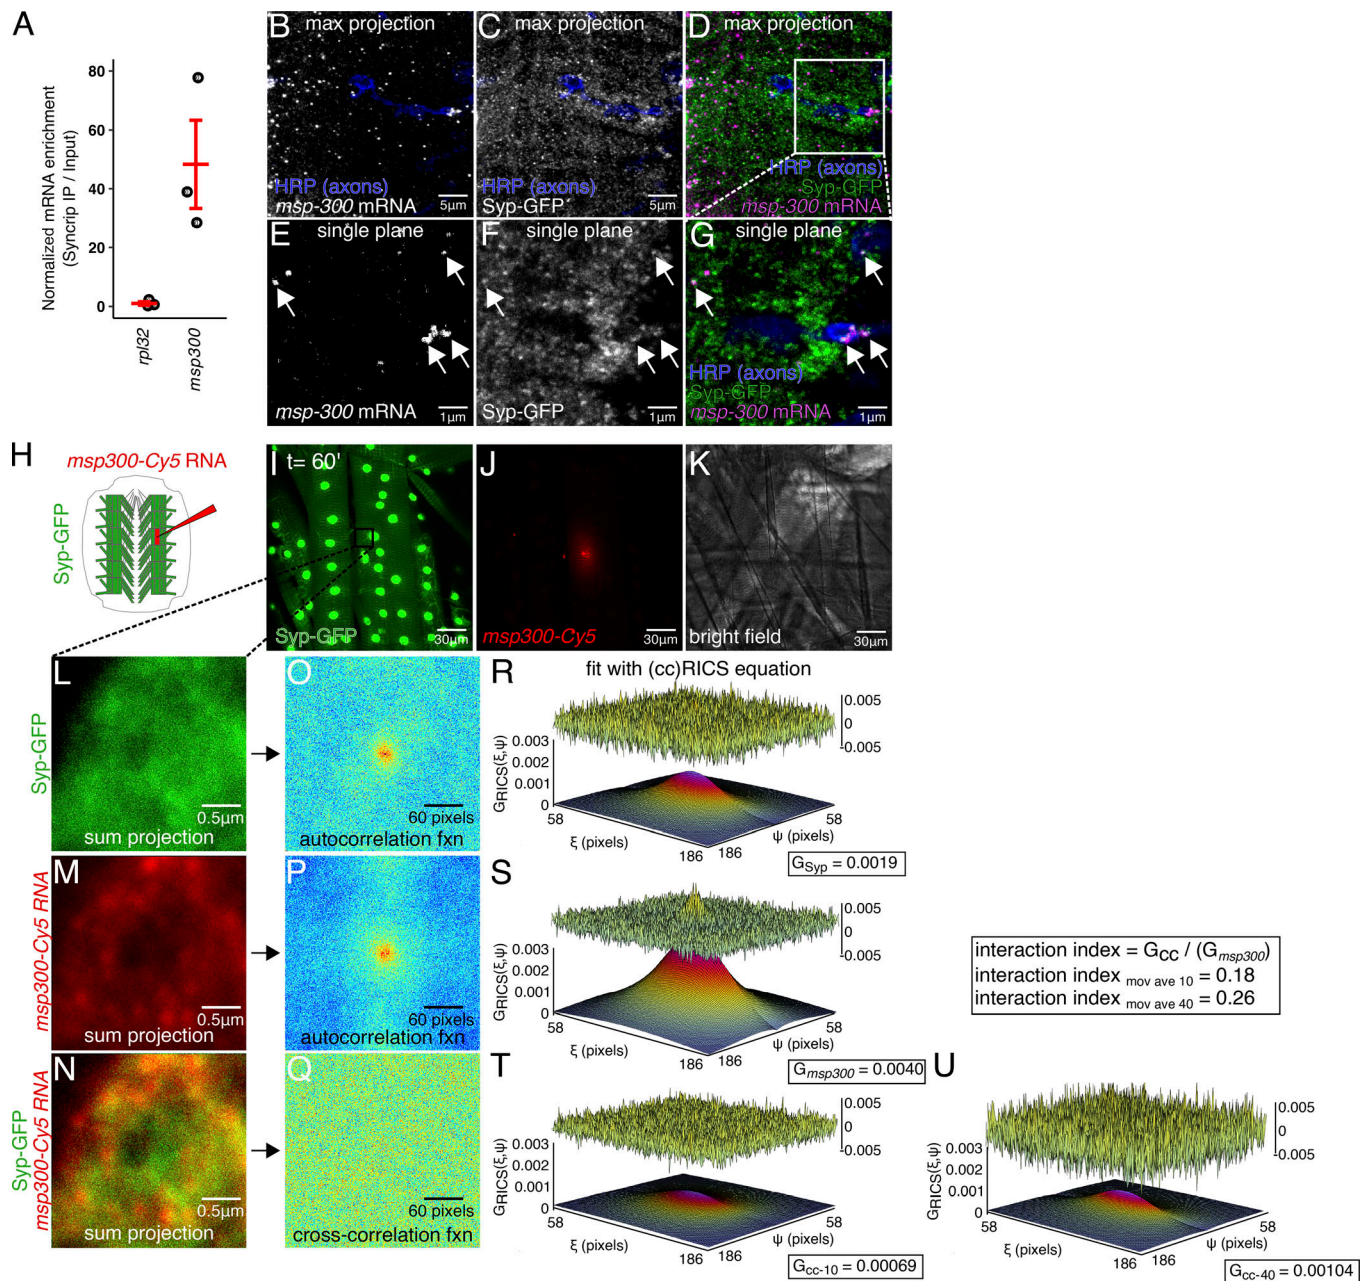 A
Normalized mRNA enrichment
(Syncrip IP / Input)
80
60
40
20
0
rpl32
msp300
B
max projection
HRP (axons)
msp-300 mRNA
5µm
C
max projection
HRP (axons)
Syp-GFP
5µm
D
max projection
HRP (axons)
Syp-GFP
msp-300 mRNA
E
single plane
msp-300 mRNA
1µm
F
single plane
Syp-GFP
1µm
G
single plane
HRP (axons)
Syp-GFP
msp-300 mRNA
1µm
H
msp300-Cy5 RNA
Syp-GFP
I
t= 60'
Syp-GFP
30µm
J
msp300-Cy5
30µm
K
bright field
30µm
L
Syp-GFP
0.5µm
sum projection
O
60 pixels
autocorrelation fxn
R
fit with (cc)RICS equation
0.005
0
-0.005
0.003
0.002
0.001
0
GRICS(ξ,ψ)
58
ξ (pixels)
186
186
ψ (pixels)
58
GSyp = 0.0019
M
msp300-Cy5 RNA
0.5µm
sum projection
P
60 pixels
autocorrelation fxn
S
0.005
0
-0.005
0.003
0.002
0.001
0
GRICS(ξ,ψ)
58
ξ (pixels)
186
186
ψ (pixels)
58
Gmsp300 = 0.0040
interaction index = GCC / (Gmsp300)
interaction index mov ave 10 = 0.18
interaction index mov ave 40 = 0.26
N
Syp-GFP
msp300-Cy5 RNA
0.5µm
sum projection
Q
60 pixels
cross-correlation fxn
T
0.005
0
-0.005
0.003
0.002
0.001
0
GRICS(ξ,ψ)
58
ξ (pixels)
186
186
ψ (pixels)
58
Gcc-10 = 0.00069
U
0.005
0
-0.005
0.003
0.002
0.001
0
GRICS(ξ,ψ)
58
ξ (pixels)
186
186
ψ (pixels)
58
Gcc-40 = 0.00104